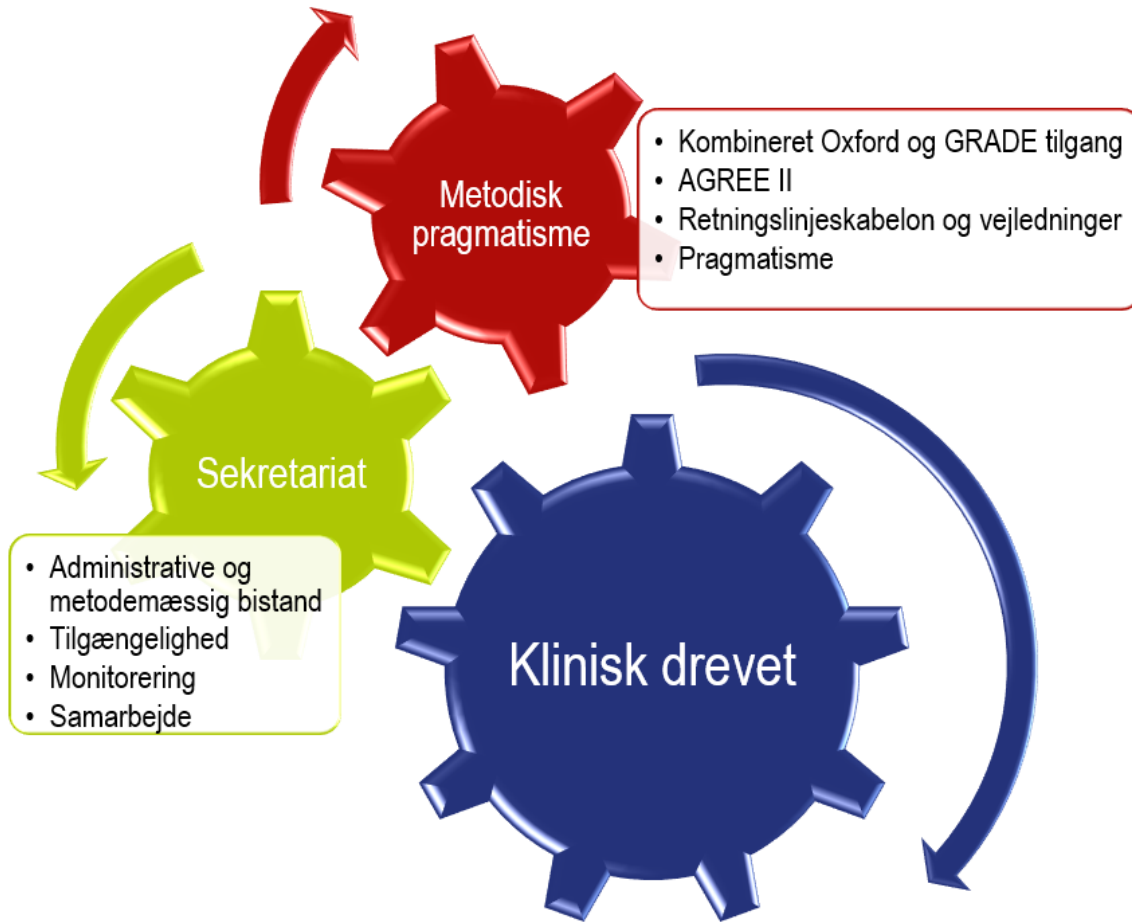 Metodisk
pragmatisme
• Kombineret Oxford og GRADE tilgang
• AGREE II
• Retningslinjeskabelon og vejledninger
• Pragmatisme
Sekretariat
• Administrative og
metodemæssig bistand
• Tilgængelighed
• Monitorering
• Samarbejde
Klinisk drevet